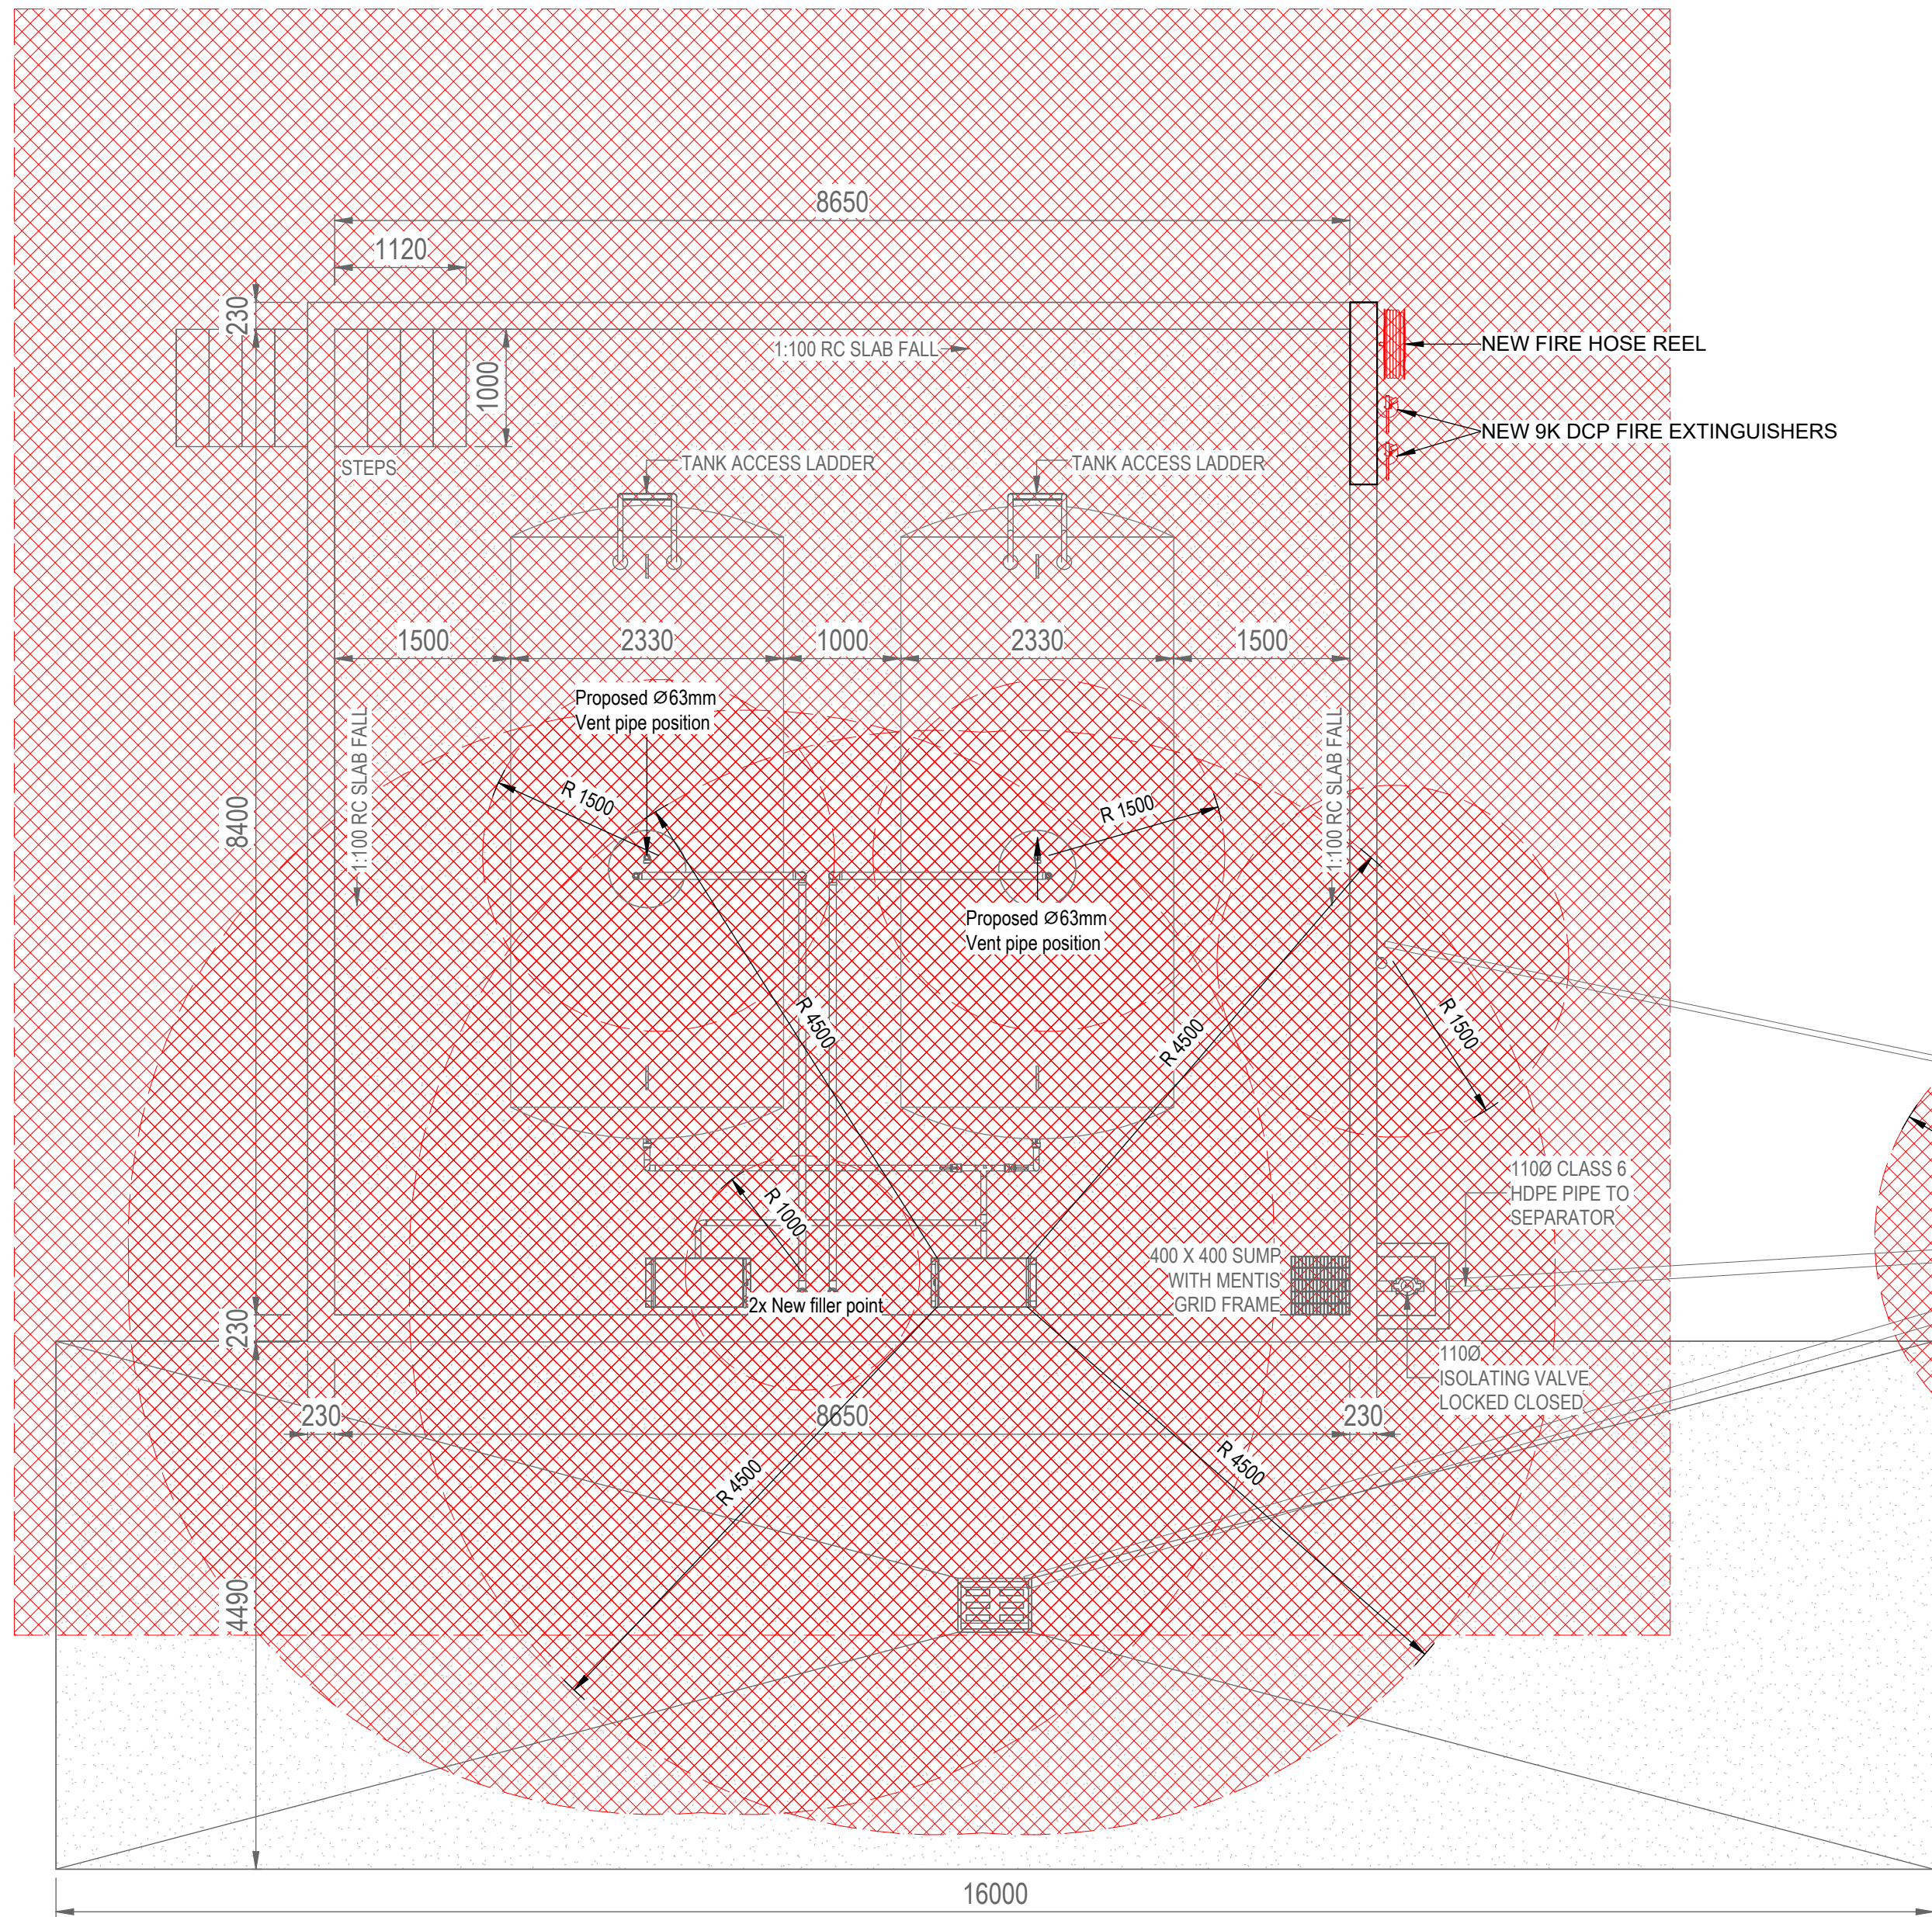 8650
1120
230
1000
1:100 RC SLAB FALL
NEW FIRE HOSE REEL
NEW 9K DCP FIRE EXTINGUISHERS
STEPS
TANK ACCESS LADDER
TANK ACCESS LADDER
1500
2330
1000
2330
1500
Proposed Ø63mm
Vent pipe position
1:100 RC SLAB FALL
1:100 RC SLAB FALL
R 1500
R 1500
8400
Proposed Ø63mm
Vent pipe position
R 4500
R 4500
R 1500
110Ø CLASS 6
HDPE PIPE TO
SEPARATOR
R 1000
400 X 400 SUMP
WITH MENTIS
GRID FRAME
2x New filler point
230
110Ø
ISOLATING VALVE
LOCKED CLOSED
230
8650
230
R 4500
R 4500
4490
16000